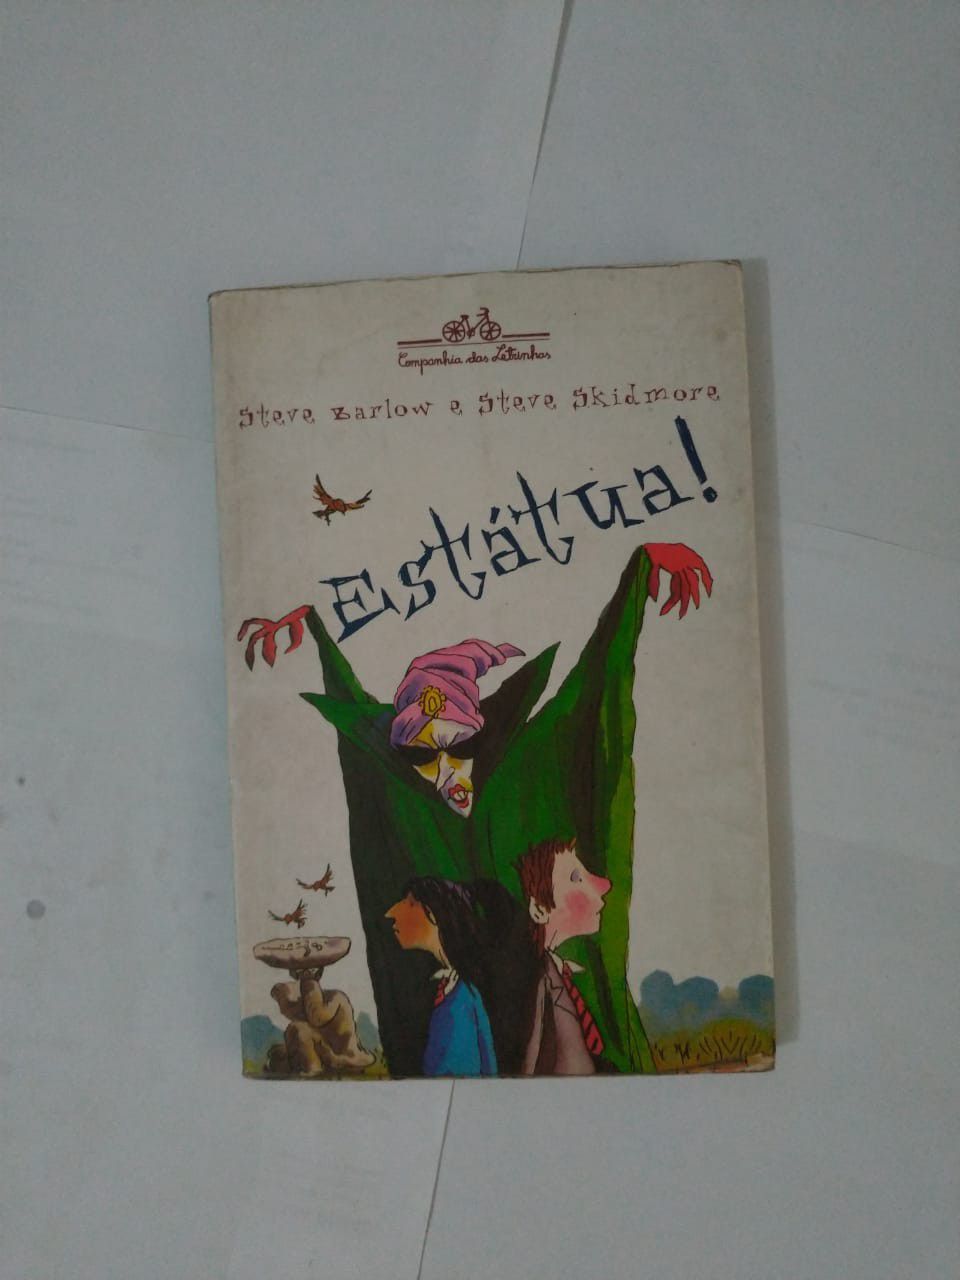 Companhia das Letrinhas
Steve Barlow e Steve Skidmore
Estátua!